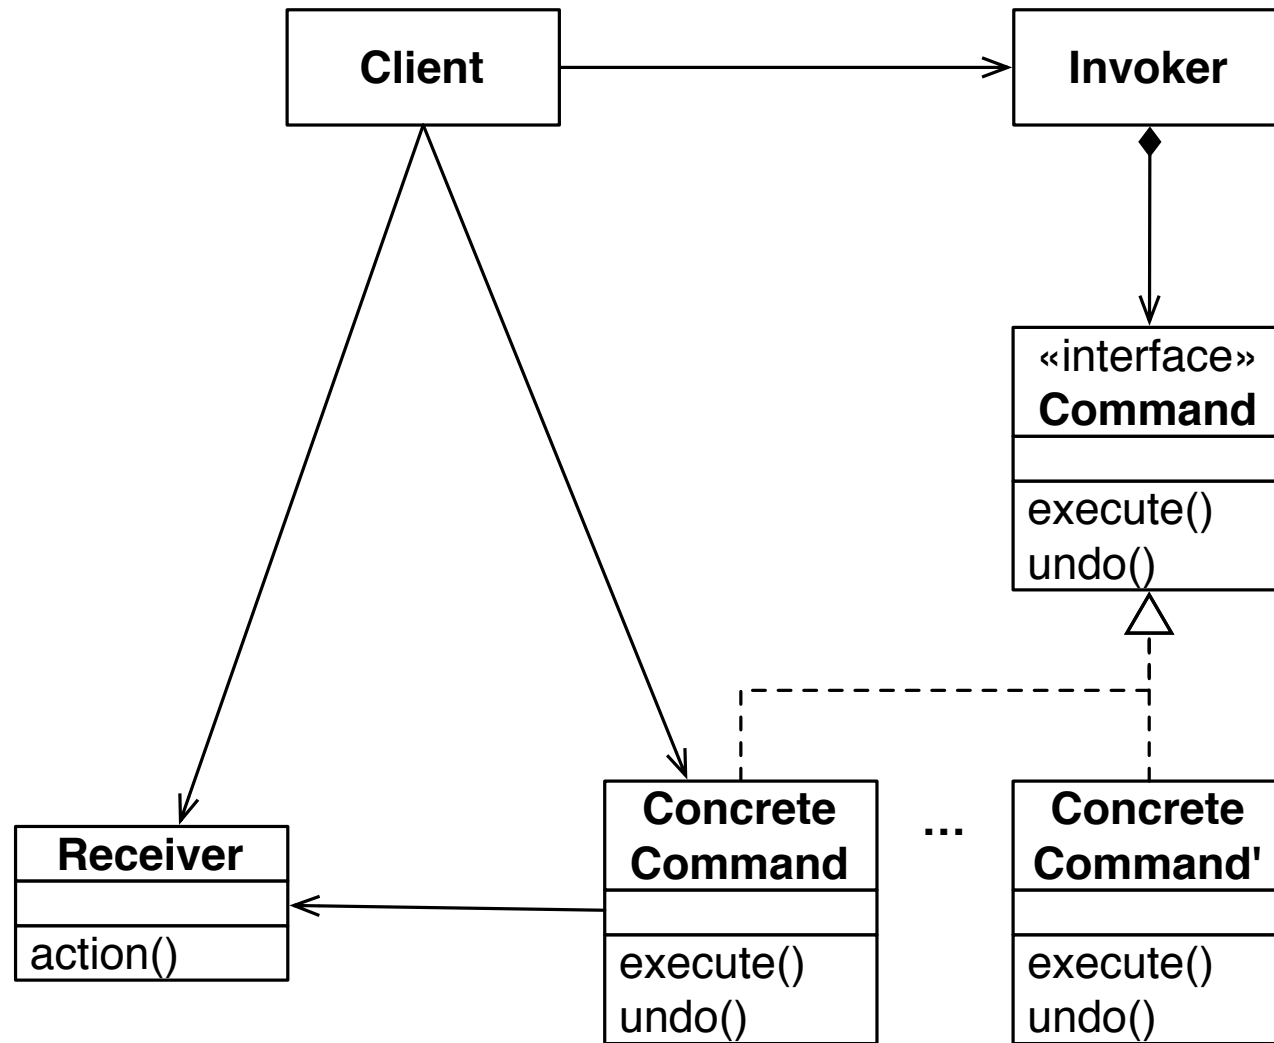 Client
Invoker
«interface»
Command
execute()
undo()
Receiver
action()
Concrete
Command
execute()
undo()
...
Concrete
Command'
execute()
undo()